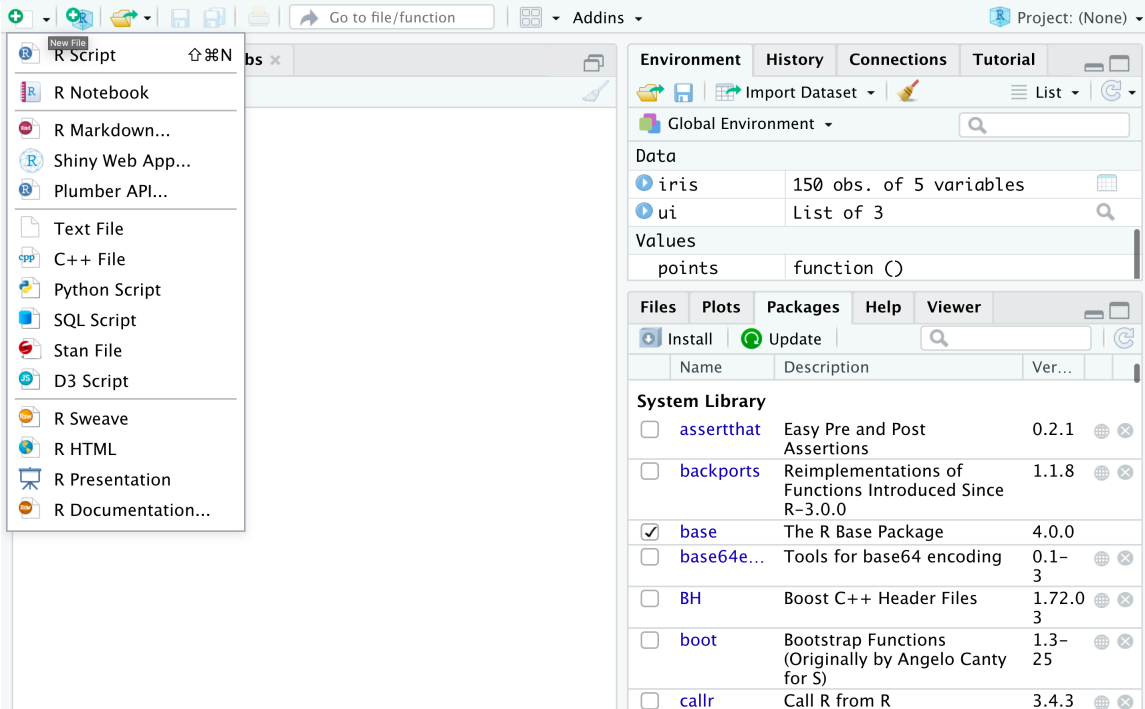 Go to file/function
Addins
Project: (None)
New File
R Script ⇧⌘N
R Notebook
R Markdown...
Shiny Web App...
Plumber API...
Text File
C++ File
Python Script
SQL Script
Stan File
D3 Script
R Sweave
R HTML
R Presentation
R Documentation...
bs
Environment History Connections Tutorial
Import Dataset List
Global Environment
Data
iris 150 obs. of 5 variables
ui List of 3
Values
points function ()
Files Plots Packages Help Viewer
Install Update
Name Description Ver...
System Library
assertthat Easy Pre and Post 0.2.1
Assertions
backports Reimplementations of 1.1.8
Functions Introduced Since
R-3.0.0
base The R Base Package 4.0.0
base64e... Tools for base64 encoding 0.1-
3
BH Boost C++ Header Files 1.72.0
3
boot Bootstrap Functions 1.3-
(Originally by Angelo Canty 25
for S)
callr Call R from R 3.4.3